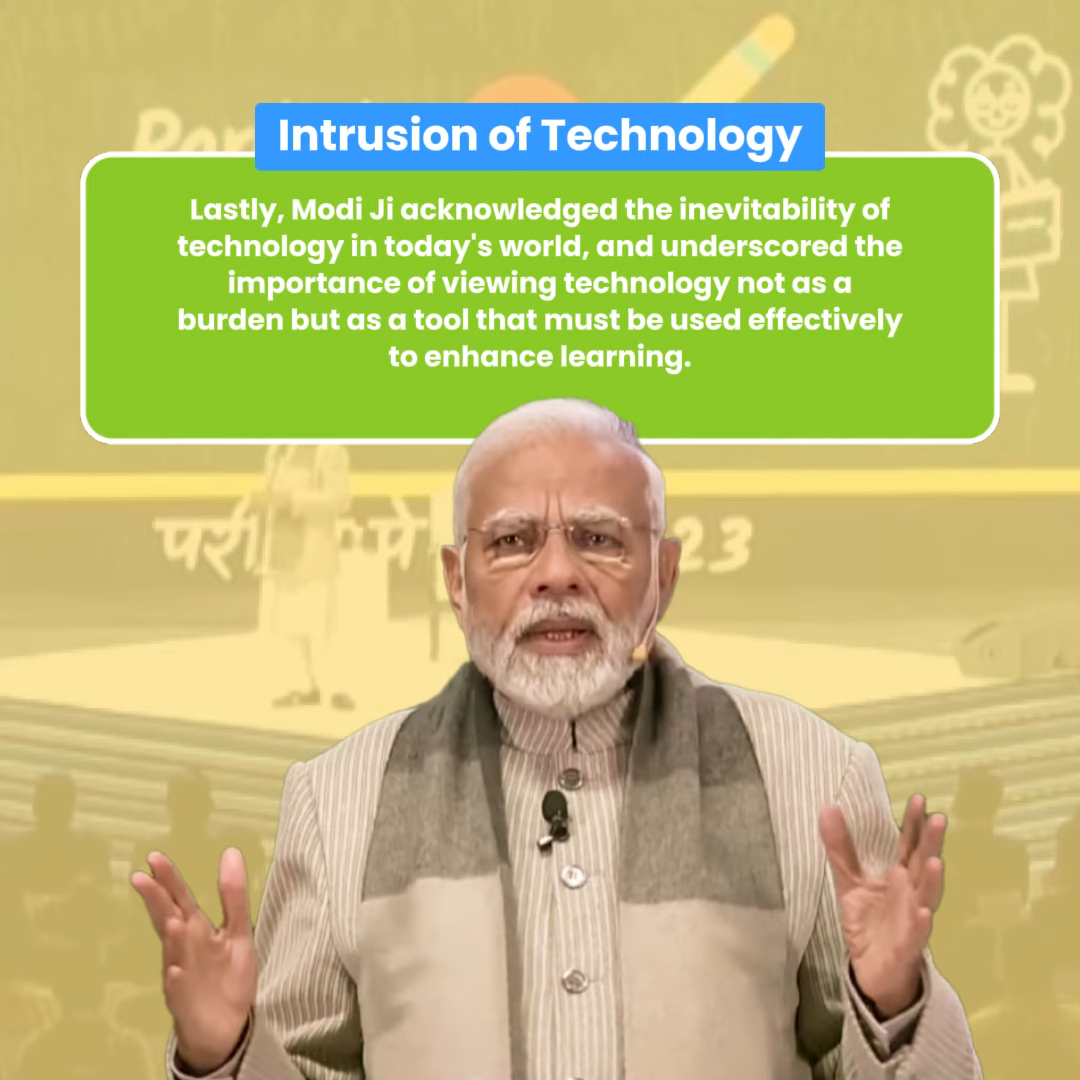 Intrusion of Technology
Lastly, Modi Ji acknowledged the inevitability of
technology in today's world, and underscored the
importance of viewing technology not as a
burden but as a tool that must be used effectively
to enhance learning.